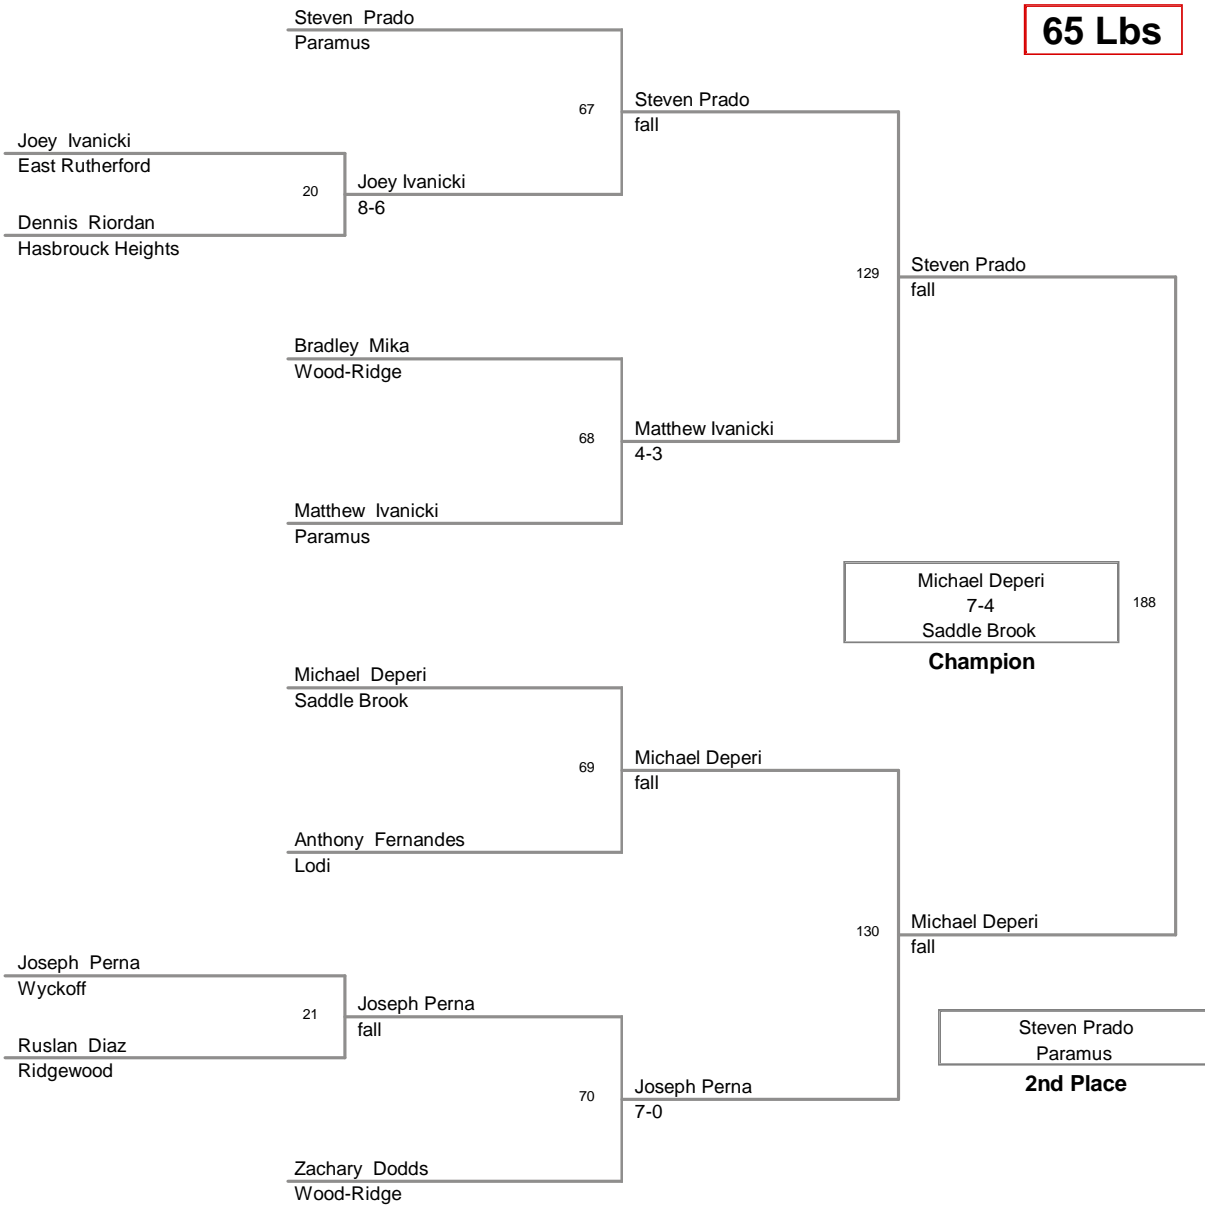 Steven Prado
Paramus
65 Lbs
67
Steven Prado
fall
Joey Ivanicki
East Rutherford
20
Joey Ivanicki
8-6
Dennis Riordan
Hasbrouck Heights
129
Steven Prado
fall
Bradley Mika
Wood-Ridge
68
Matthew Ivanicki
4-3
Matthew Ivanicki
Paramus
Michael Deperi
7-4
Saddle Brook
188
Champion
Michael Deperi
Saddle Brook
69
Michael Deperi
fall
Anthony Fernandes
Lodi
130
Michael Deperi
fall
Joseph Perna
Wyckoff
21
Joseph Perna
fall
Ruslan Diaz
Ridgewood
Steven Prado
Paramus
2nd Place
70
Joseph Perna
7-0
Zachary Dodds
Wood-Ridge